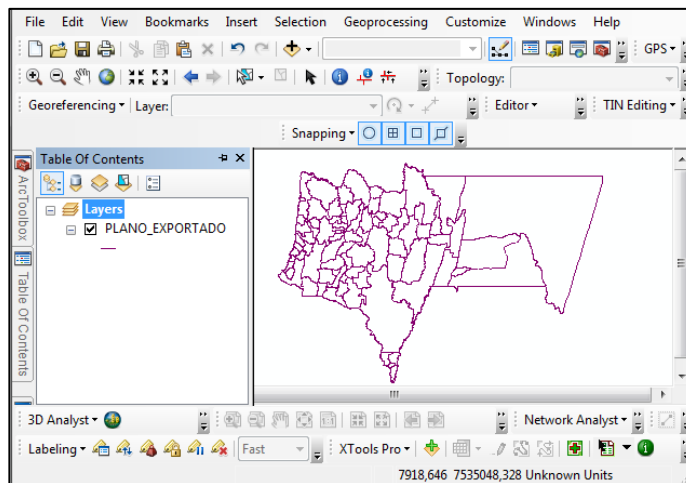 File Edit View Bookmarks Insert Selection Geoprocessing Customize Windows Help
GPS
Topology:
Georeferencing Layer: Editor TIN Editing
Snapping
ArcToolbox
Table Of Contents
Table Of Contents
Layers
PLANO_EXPORTADO
3D Analyst Network Analyst
Labeling Fast XTools Pro
7918,646 7535048,328 Unknown Units